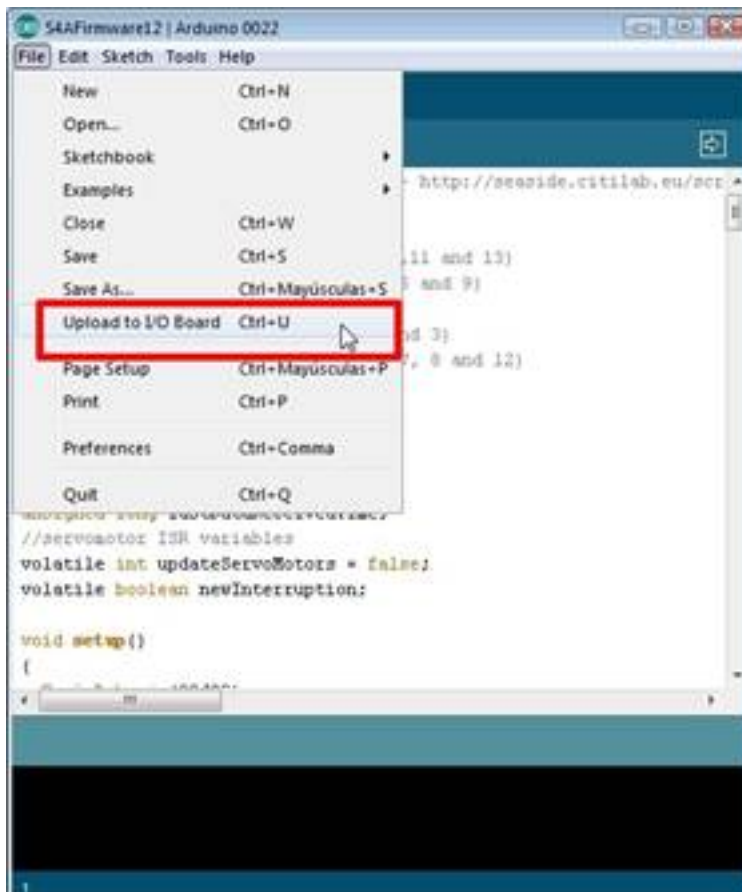 S4AFirmware12 | Arduino 0022
File Edit Sketch Tools Help
New Ctrl+N
Open... Ctrl+O
Sketchbook
Examples
http://seaside.citilab.eu/scr
Close Ctrl+W
Save Ctrl+S
,11 and 13)
Save As... Ctrl+Mayúsculas+S
and 9)
Upload to I/O Board Ctrl+U
and 3)
Page Setup Ctrl+Mayúsculas+P
, 8 and 12)
Print Ctrl+P
Preferences Ctrl+Comma
Quit Ctrl+Q
//servomotor ISR variables
volatile int updateServoMotors = false;
volatile boolean newInterruption;
void setup()
{
1